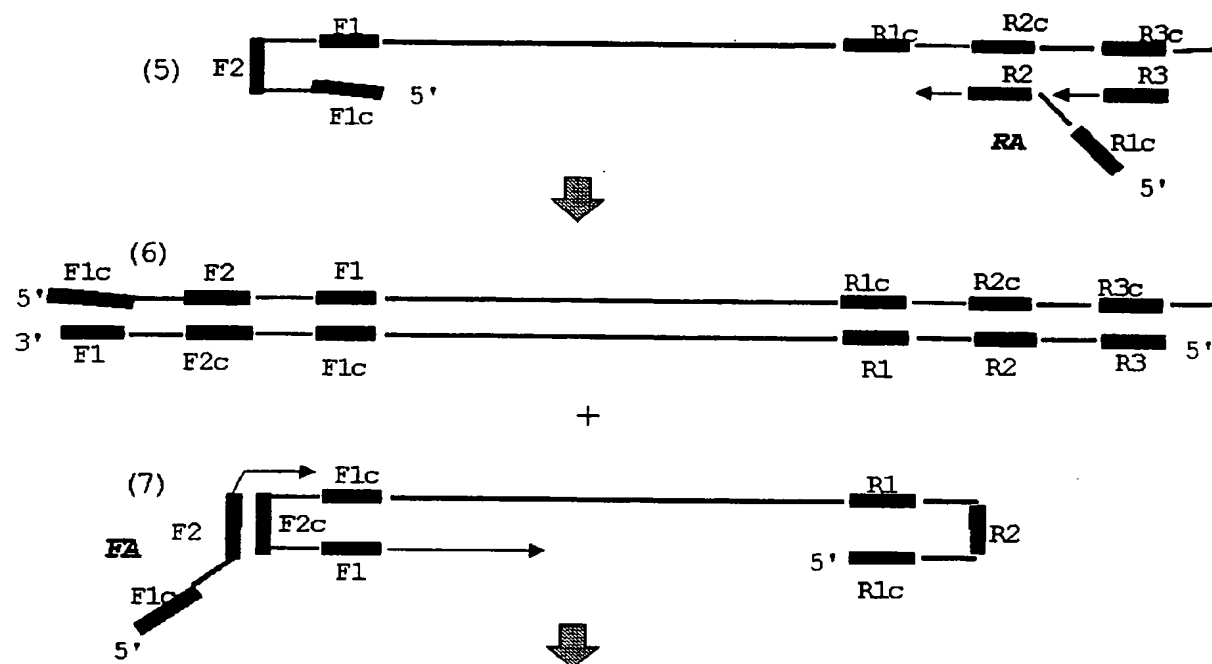 F1 R1c R2c R3c
(5) F2 R2 R3
F1c 5'
RA R1c
5'
(6)
F1c F2 F1 R1c R2c R3c
5'
3' 5'
F1 F2c F1c R1 R2 R3
+
(7) F1c R1
FA F2 F2c R2
F1 5'
F1c R1c
5'